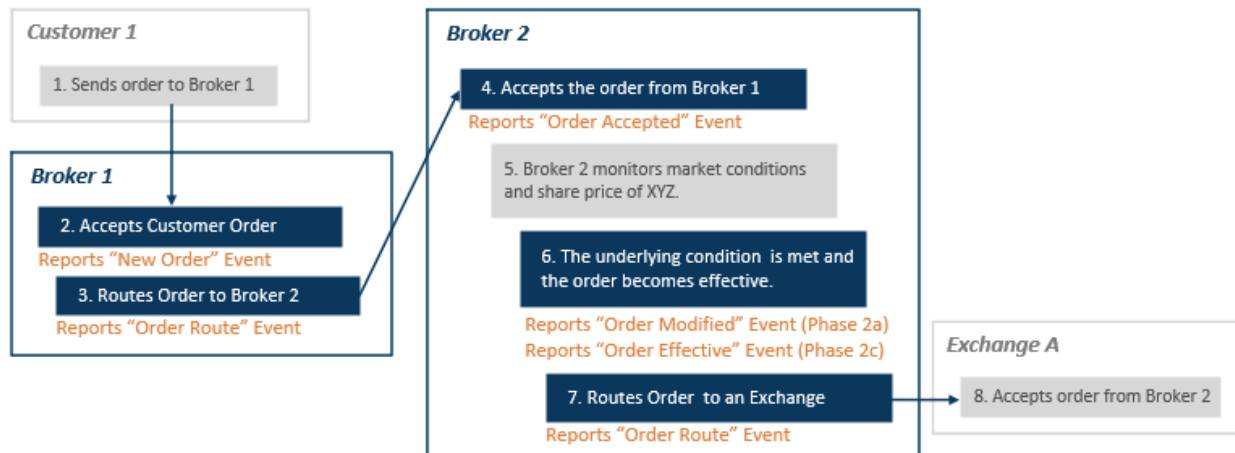 Customer 1
1. Sends order to Broker 1
Broker 1
2. Accepts Customer Order
Reports “New Order” Event
3. Routes Order to Broker 2
Reports “Order Route” Event
Broker 2
4. Accepts the order from Broker 1
Reports “Order Accepted” Event
5. Broker 2 monitors market conditions
and share price of XYZ.
6. The underlying condition is met and
the order becomes effective.
Reports “Order Modified” Event (Phase 2a)
Reports “Order Effective” Event (Phase 2c)
7. Routes Order to an Exchange
Reports “Order Route” Event
Exchange A
8. Accepts order from Broker 2